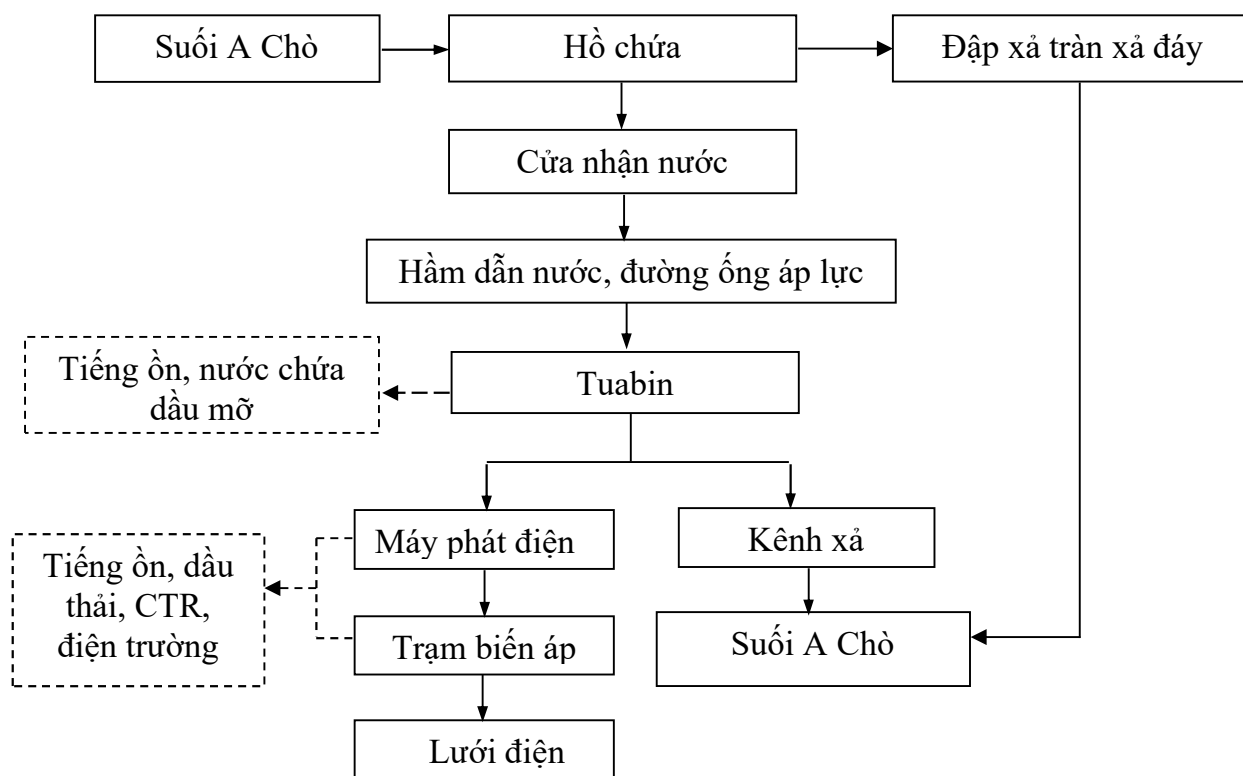 Suối A Chò
Hồ chứa
Đập xả tràn xả đáy
Cửa nhận nước
Hầm dẫn nước, đường ống áp lực
Tiếng ồn, nước chứa
dầu mỡ
Tuabin
Máy phát điện
Kênh xả
Tiếng ồn, dầu
thải, CTR,
điện trường
Trạm biến áp
Suối A Chò
Lưới điện